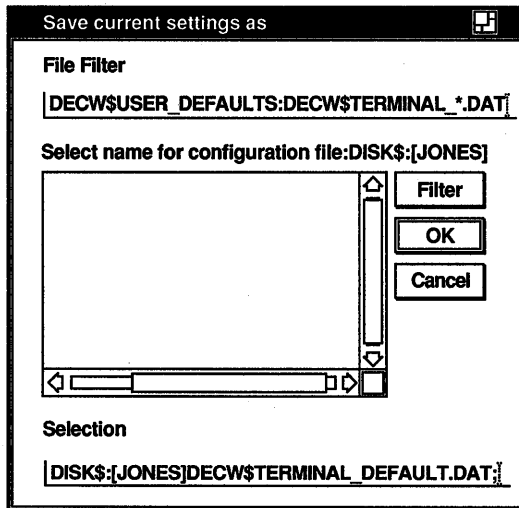 Save current settings as
File Filter
DECW$USER_DEFAULTS:DECW$TERMINAL_*.DAT
Select name for configuration file:DISK$:[JONES]
Filter
OK
Cancel
Selection
DISK$:[JONES]DECW$TERMINAL_DEFAULT.DAT;